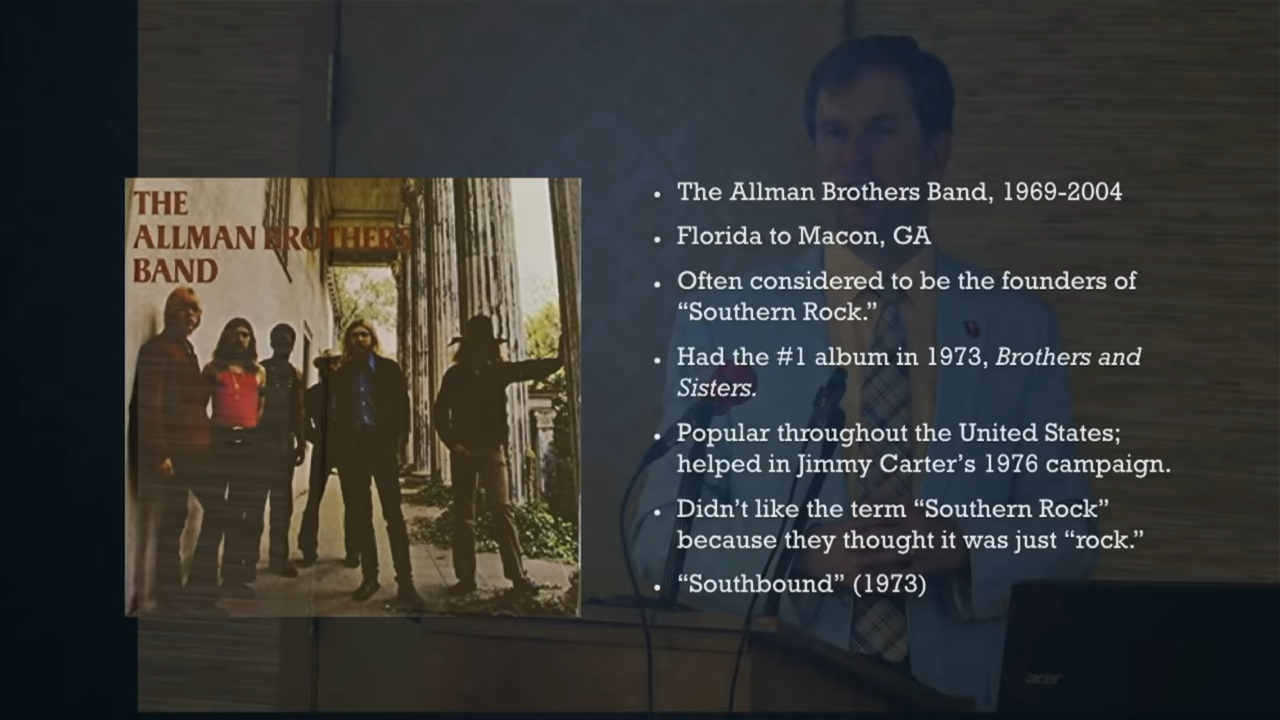 THE
ALLMAN BROTHERS
BAND
• The Allman Brothers Band, 1969-2004
• Florida to Macon, GA
• Often considered to be the founders of
“Southern Rock.”
• Had the #1 album in 1973, Brothers and
Sisters.
• Popular throughout the United States;
helped in Jimmy Carter’s 1976 campaign.
• Didn’t like the term “Southern Rock”
because they thought it was just “rock.”
• “Southbound” (1973)
acer